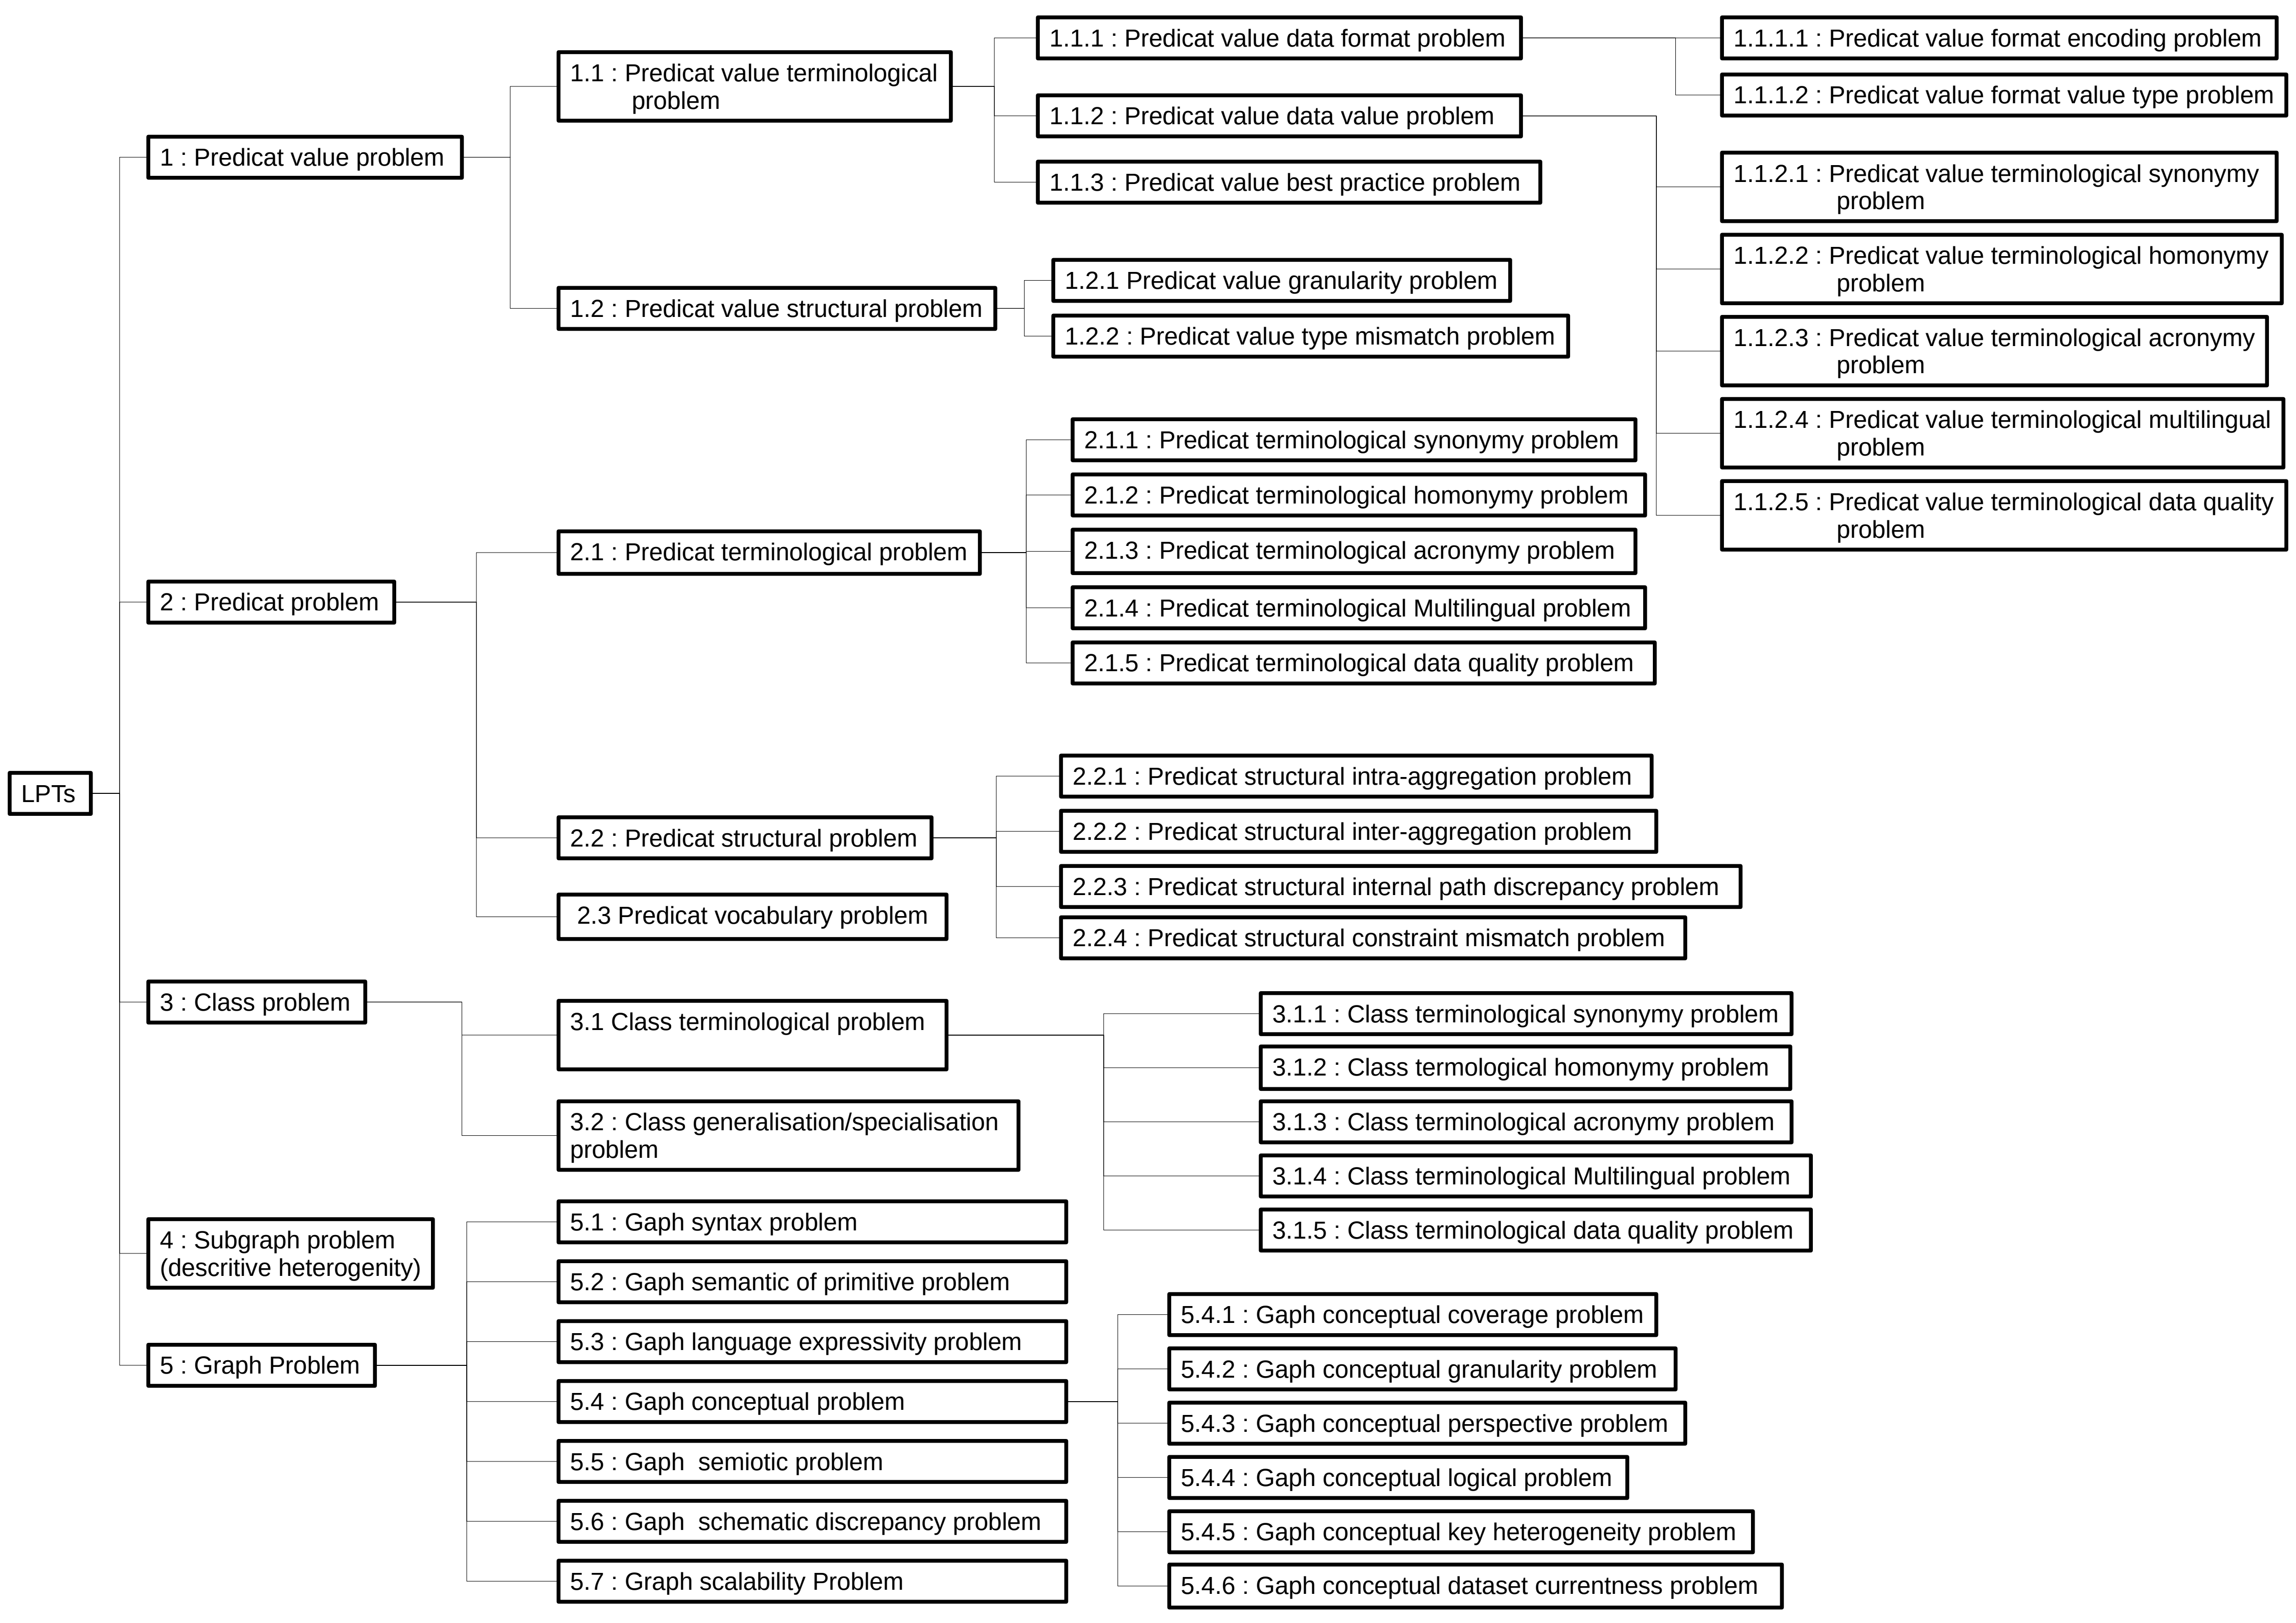 LPTs
1 : Predicat value problem
1.1 : Predicat value terminological
problem
1.1.1 : Predicat value data format problem
1.1.1.1 : Predicat value format encoding problem
1.1.1.2 : Predicat value format value type problem
1.1.2 : Predicat value data value problem
1.1.2.1 : Predicat value terminological synonymy
problem
1.1.2.2 : Predicat value terminological homonymy
problem
1.1.2.3 : Predicat value terminological acronymy
problem
1.1.2.4 : Predicat value terminological multilingual
problem
1.1.2.5 : Predicat value terminological data quality
problem
1.1.3 : Predicat value best practice problem
1.2 : Predicat value structural problem
1.2.1 Predicat value granularity problem
1.2.2 : Predicat value type mismatch problem
2 : Predicat problem
2.1 : Predicat terminological problem
2.1.1 : Predicat terminological synonymy problem
2.1.2 : Predicat terminological homonymy problem
2.1.3 : Predicat terminological acronymy problem
2.1.4 : Predicat terminological Multilingual problem
2.1.5 : Predicat terminological data quality problem
2.2 : Predicat structural problem
2.2.1 : Predicat structural intra-aggregation problem
2.2.2 : Predicat structural inter-aggregation problem
2.2.3 : Predicat structural internal path discrepancy problem
2.2.4 : Predicat structural constraint mismatch problem
2.3 Predicat vocabulary problem
3 : Class problem
3.1 Class terminological problem
3.1.1 : Class terminological synonymy problem
3.1.2 : Class termological homonymy problem
3.1.3 : Class terminological acronymy problem
3.1.4 : Class terminological Multilingual problem
3.1.5 : Class terminological data quality problem
3.2 : Class generalisation/specialisation
problem
4 : Subgraph problem
(descritive heterogenity)
5 : Graph Problem
5.1 : Gaph syntax problem
5.2 : Gaph semantic of primitive problem
5.3 : Gaph language expressivity problem
5.4 : Gaph conceptual problem
5.4.1 : Gaph conceptual coverage problem
5.4.2 : Gaph conceptual granularity problem
5.4.3 : Gaph conceptual perspective problem
5.4.4 : Gaph conceptual logical problem
5.4.5 : Gaph conceptual key heterogeneity problem
5.4.6 : Gaph conceptual dataset currentness problem
5.5 : Gaph  semiotic problem
5.6 : Gaph  schematic discrepancy problem
5.7 : Graph scalability Problem